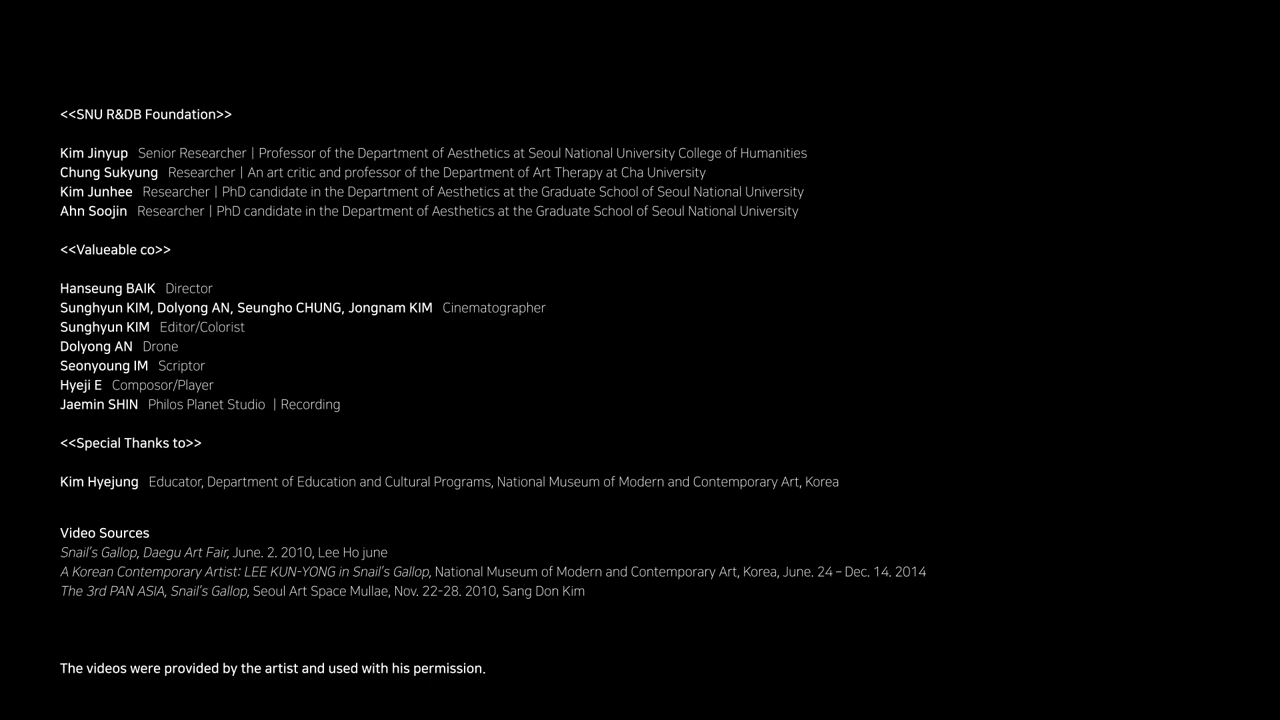 <<SNU R&DB Foundation>>
Kim Jinyup Senior Researcher | Professor of the Department of Aesthetics at Seoul National University College of Humanities
Chung Sukyung Researcher | An art critic and professor of the Department of Art Therapy at Cha University
Kim Junhee Researcher | PhD candidate in the Department of Aesthetics at the Graduate School of Seoul National University
Ahn Soojin Researcher | PhD candidate in the Department of Aesthetics at the Graduate School of Seoul National University
<<Valueable co>>
Hanseung BAIK Director
Sunghyun KIM, Dolyong AN, Seungho CHUNG, Jongnam KIM Cinematographer
Sunghyun KIM Editor/Colorist
Dolyong AN Drone
Seonyoung IM Scriptor
Hyeji E Composor/Player
Jaemin SHIN Philos Planet Studio | Recording
<<Special Thanks to>>
Kim Hyejung Educator, Department of Education and Cultural Programs, National Museum of Modern and Contemporary Art, Korea
Video Sources
Snail's Gallop, Daegu Art Fair, June. 2. 2010, Lee Ho june
A Korean Contemporary Artist: LEE KUN-YONG in Snail's Gallop, National Museum of Modern and Contemporary Art, Korea, June. 24 – Dec. 14. 2014
The 3rd PAN ASIA, Snail's Gallop, Seoul Art Space Mullae, Nov. 22-28. 2010, Sang Don Kim
The videos were provided by the artist and used with his permission.